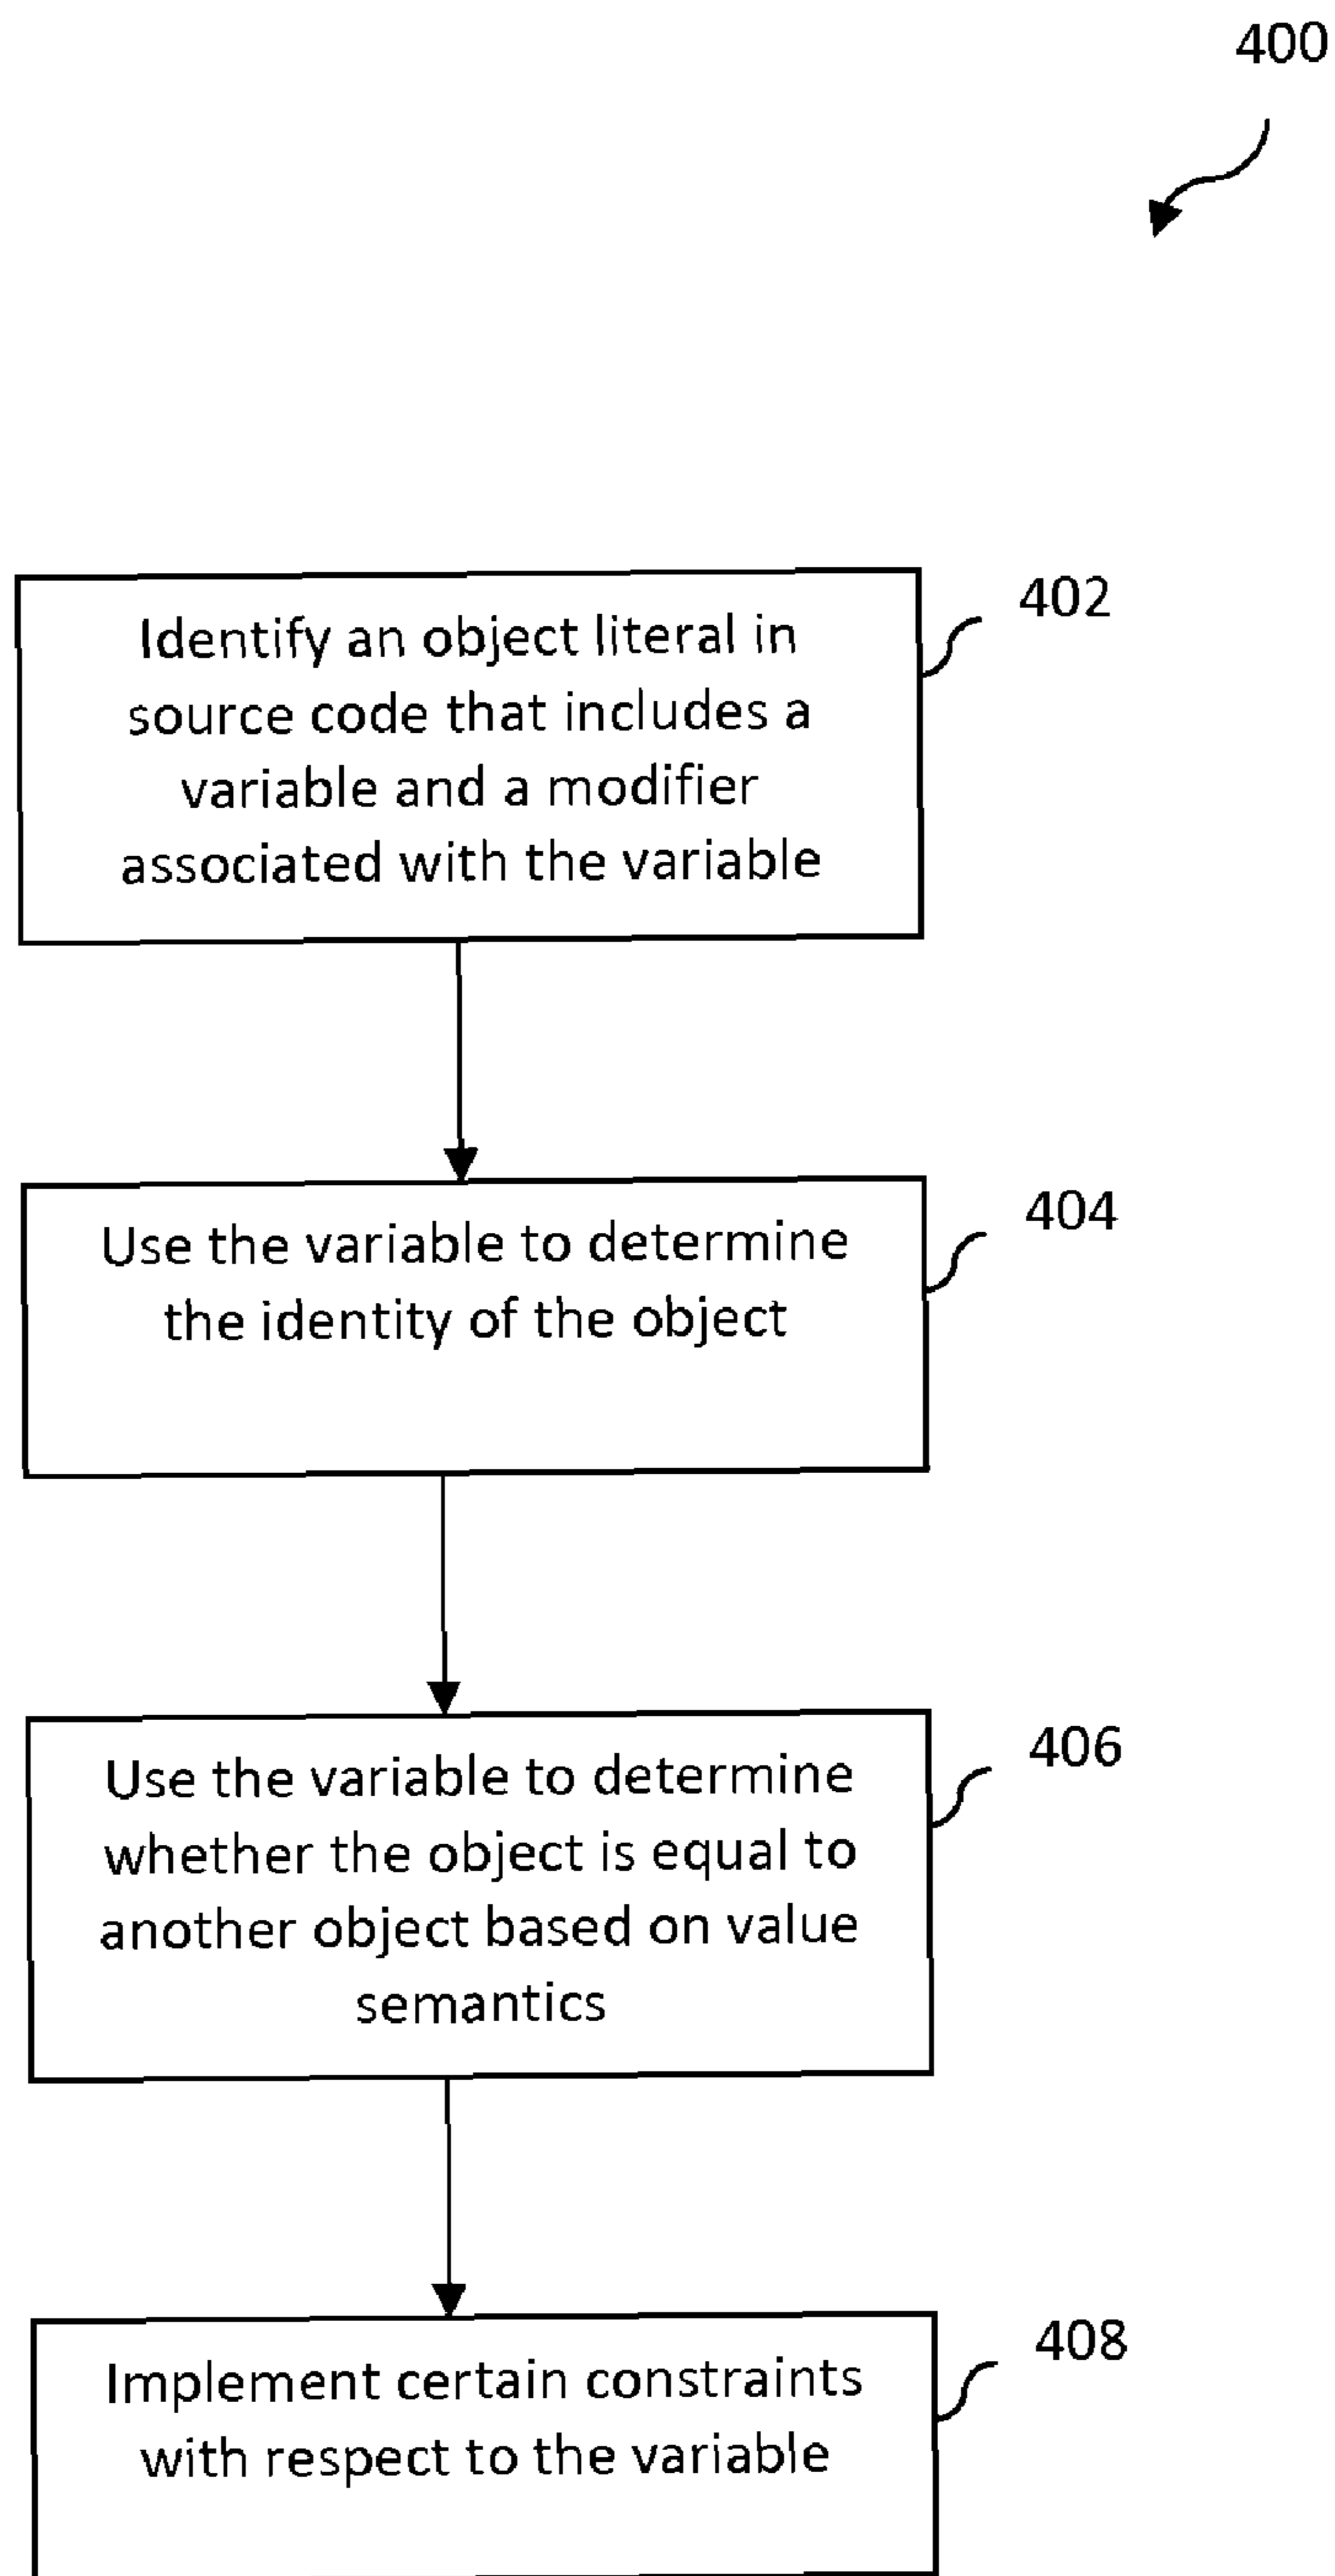 400
Identify an object literal in
402
source code that includes a
variable and a modifier
associated with the variable
Use the variable to determine
404
the identity of the object
Use the variable to determine
406
whether the object is equal to
another object based on value
semantics
Implement certain constraints
408
with respect to the variable